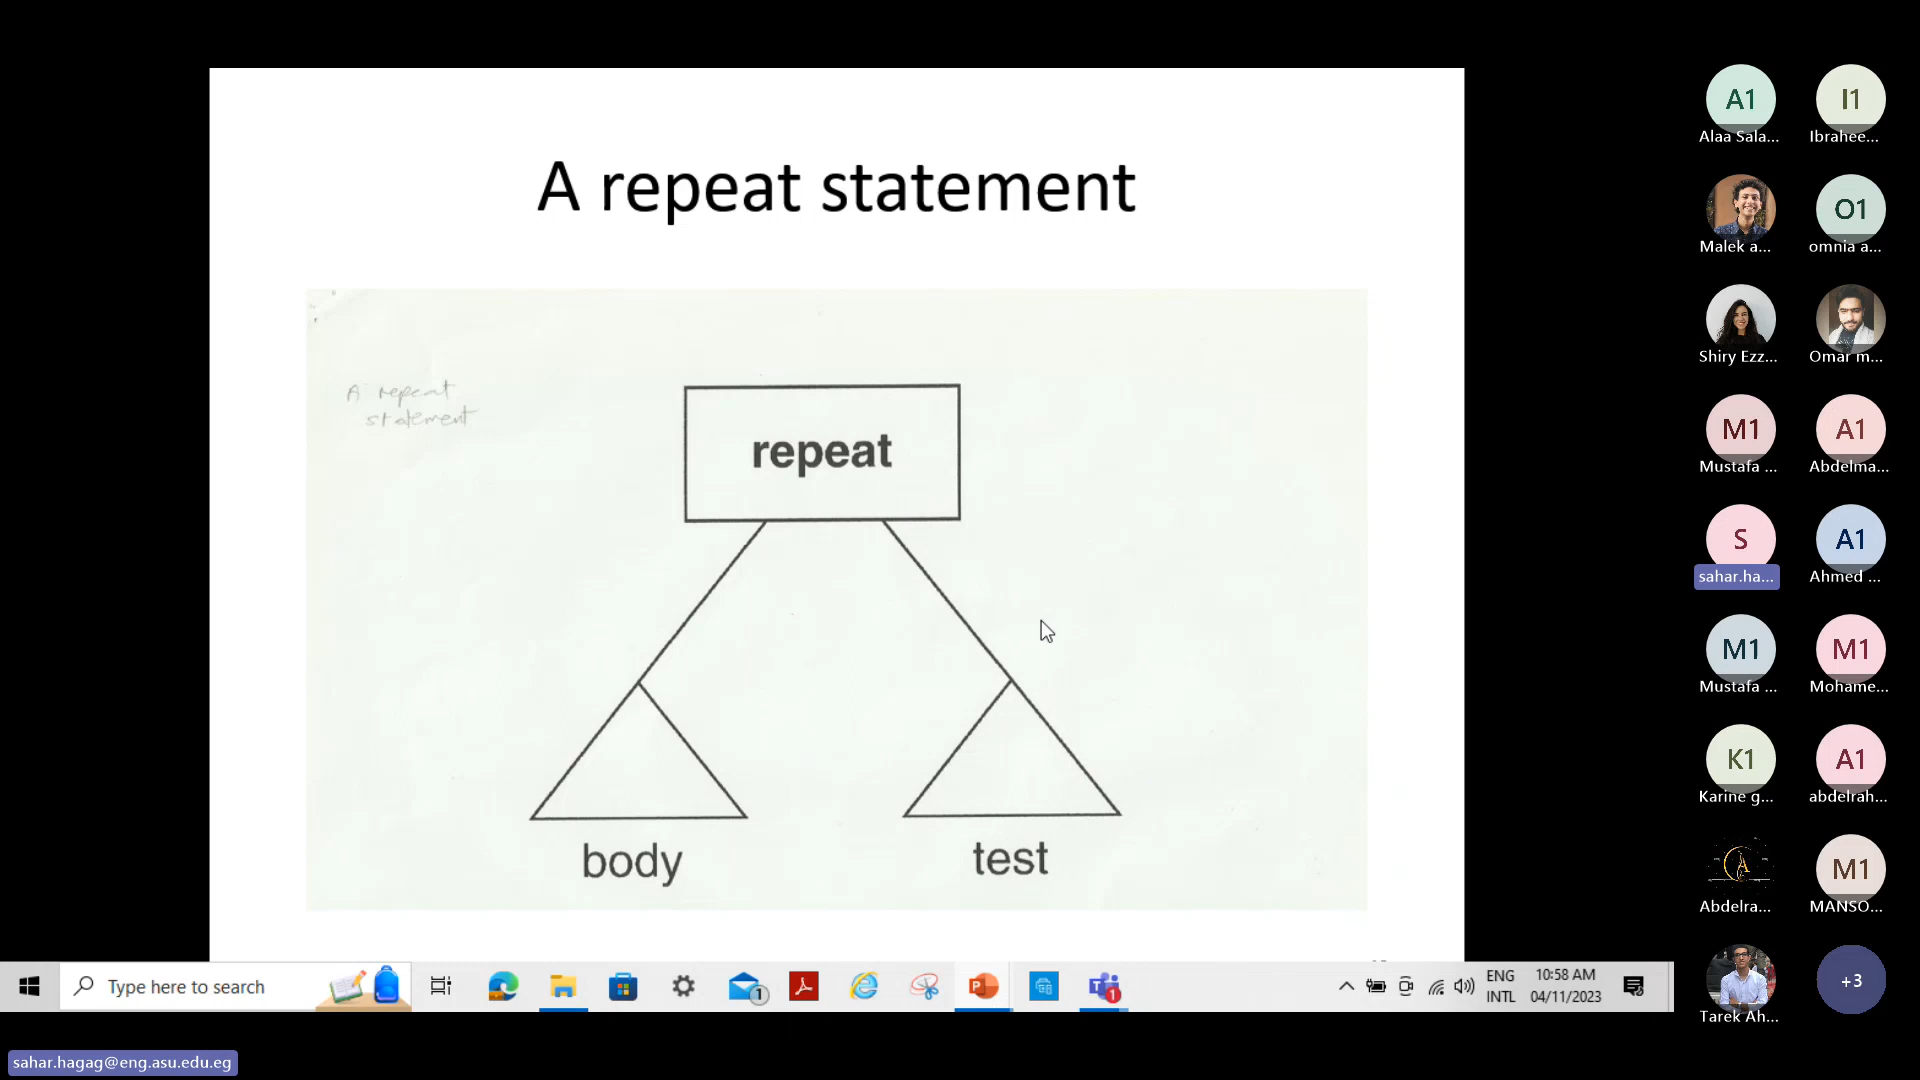 A repeat statement
A repeat
statement
repeat
body
test
A1
Alaa Sala...
I1
Ibrahee...
Malek a...
O1
omnia a...
Shiry Ezz...
Omar m...
M1
Mustafa ...
A1
Abdelma...
S
sahar.ha...
A1
Ahmed ...
M1
Mustafa ...
M1
Mohame...
K1
Karine g...
A1
abdelrah...
Abdelra...
M1
MANSO...
Tarek Ah...
+3
Type here to search
1
1
ENG
INTL
10:58 AM
04/11/2023
sahar.hagag@eng.asu.edu.eg